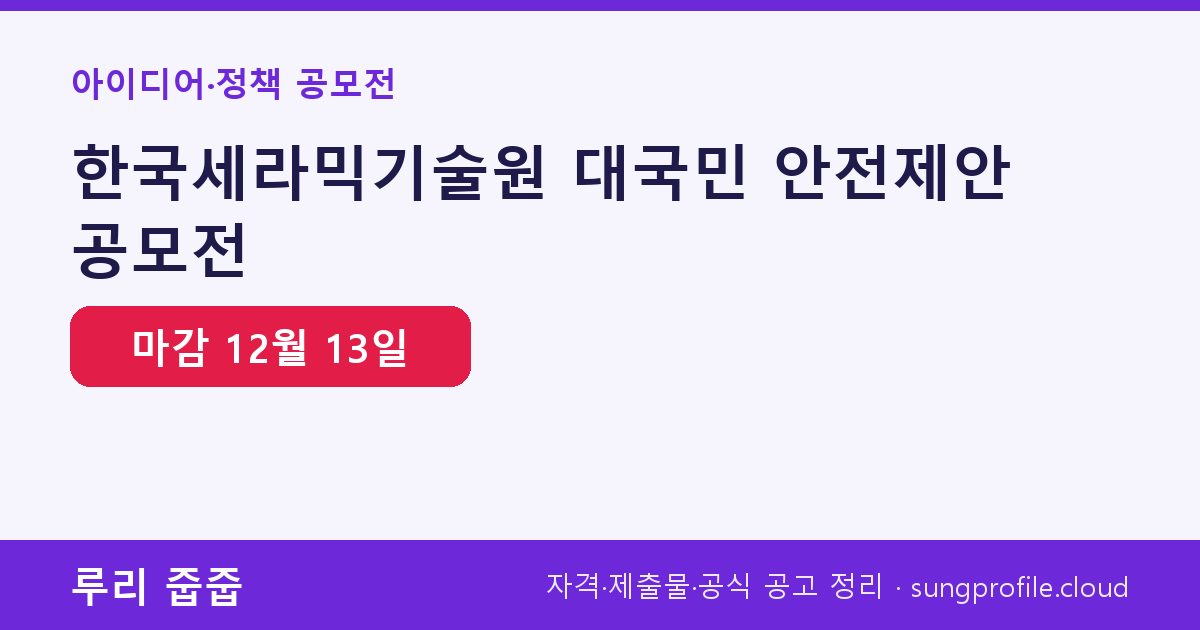 아이디어·정책 공모전
한국세라믹기술원 대국민 안전제안
공모전
마감 12월 13일
루리 줍줍
자격·제출물·공식 공고 정리 · sungprofile.cloud